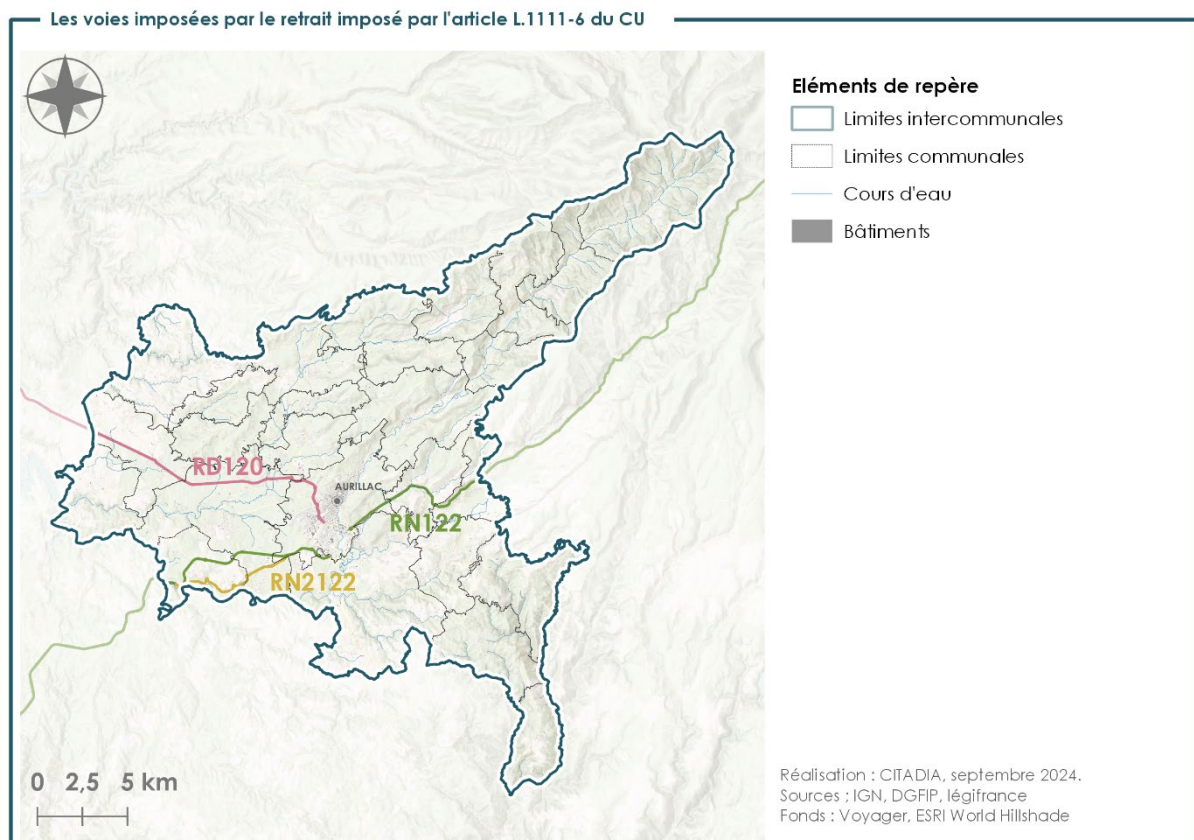 Les voies imposées par le retrait imposé par l'article L.1111-6 du CU
Eléments de repère
Limites intercommunales
Limites communales
Cours d'eau
Bâtiments
RD120
AURILLAC
RN122
RN2122
0 2,5 5 km
Réalisation : CITADIA, septembre 2024.
Sources ; IGN, DGFIP, légifrance
Fonds : Voyager, ESRI World Hillshade